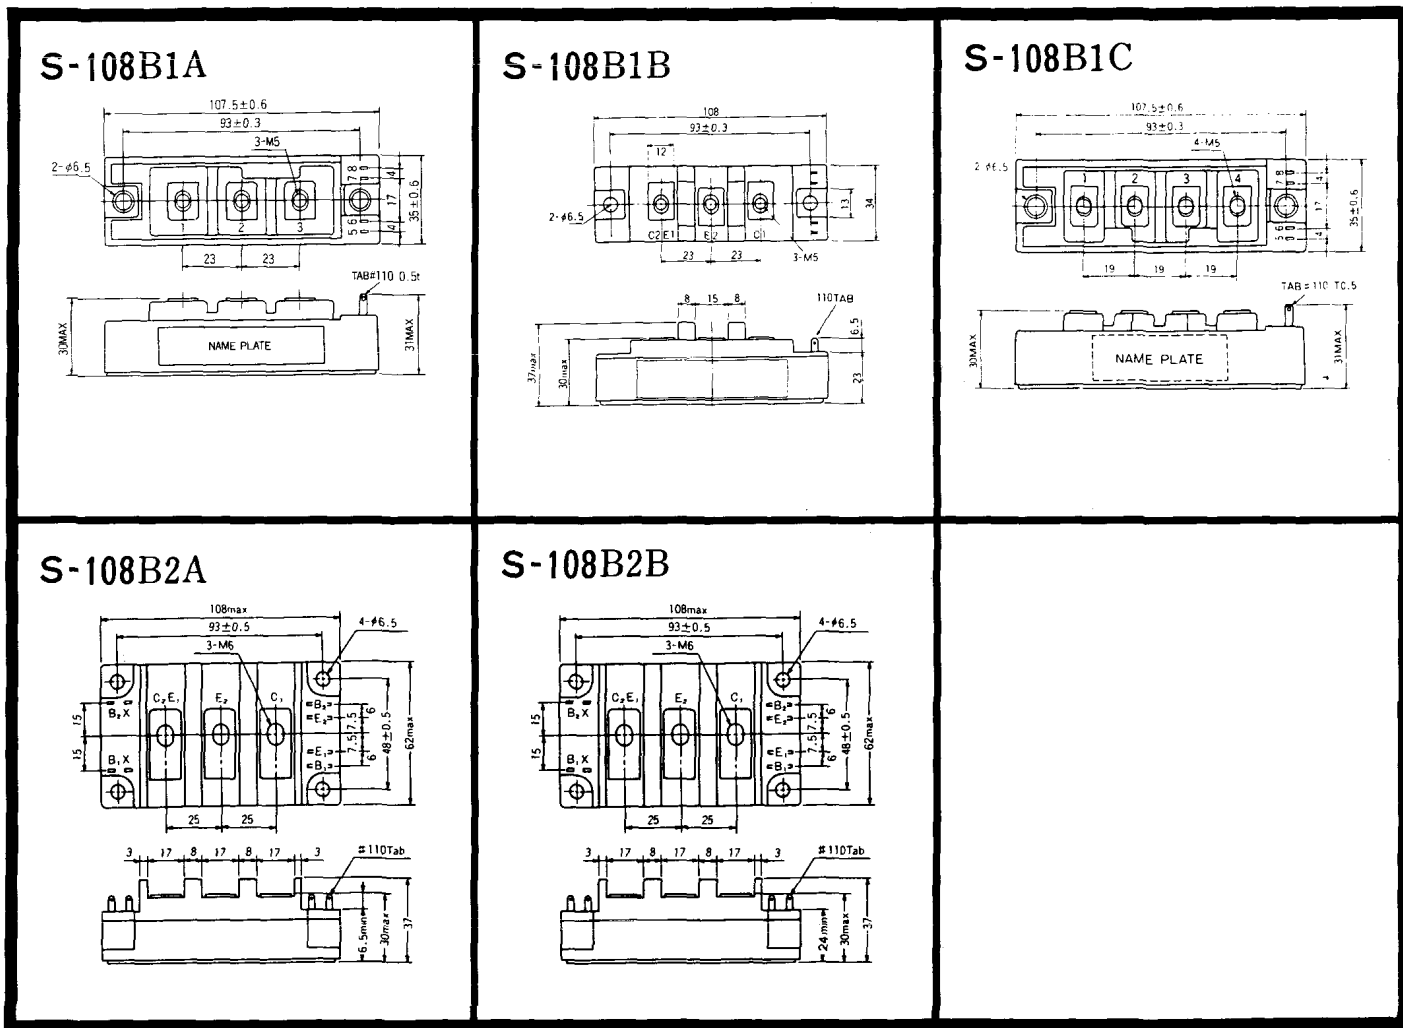 S-108B1A
107.5±0.6
93±0.3
3-M5
2-φ6.5
8
7
4
17
35±0.6
6
5
4
1 2 3
23 23
TAB#110 0.5t
30MAX
NAME PLATE
31MAX
S-108B1B
108
93±0.3
12
2-φ6.5
13
34
C2E1 E2 C1
3-M5
23 23
8 15 8
110TAB
6.5
37max
30max
23
S-108B1C
107.5±0.6
93±0.3
4-M5
2-φ6.5
1 2 3 4
8
7
4
17
35±0.6
6
5
4
19 19 19
TAB=110 T0.5
30MAX
NAME PLATE
31MAX
S-108B2A
108max
93±0.5
4-φ6.5
3-M6
C₂E₁ E₂ C₁
B₂X
B₂
E₂
6
7.5
15
15
7.5
6
48±0.5
62max
B₁X
E₁
B₁
25 25
3 17 8 17 8 17 3
#110Tab
6.5min
30max
37
S-108B2B
108max
93±0.5
4-φ6.5
3-M6
C₂E₁ E₂ C₁
B₂X
B₂
E₂
6
7.5
15
15
7.5
6
48±0.5
62max
B₁X
E₁
B₁
25 25
3 17 8 17 8 17 3
#110Tab
24min
30max
37